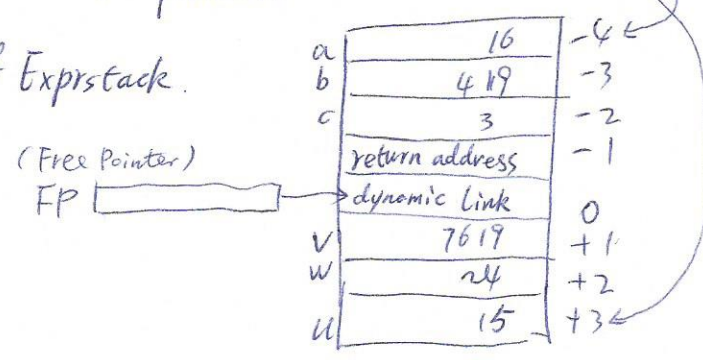 Exprstack.
a 16 -4
b 419 -3
c 3 -2
return address -1
(Free Pointer)
FP dynamic link 0
V 7619 +1
W 24 +2
U 15 +3